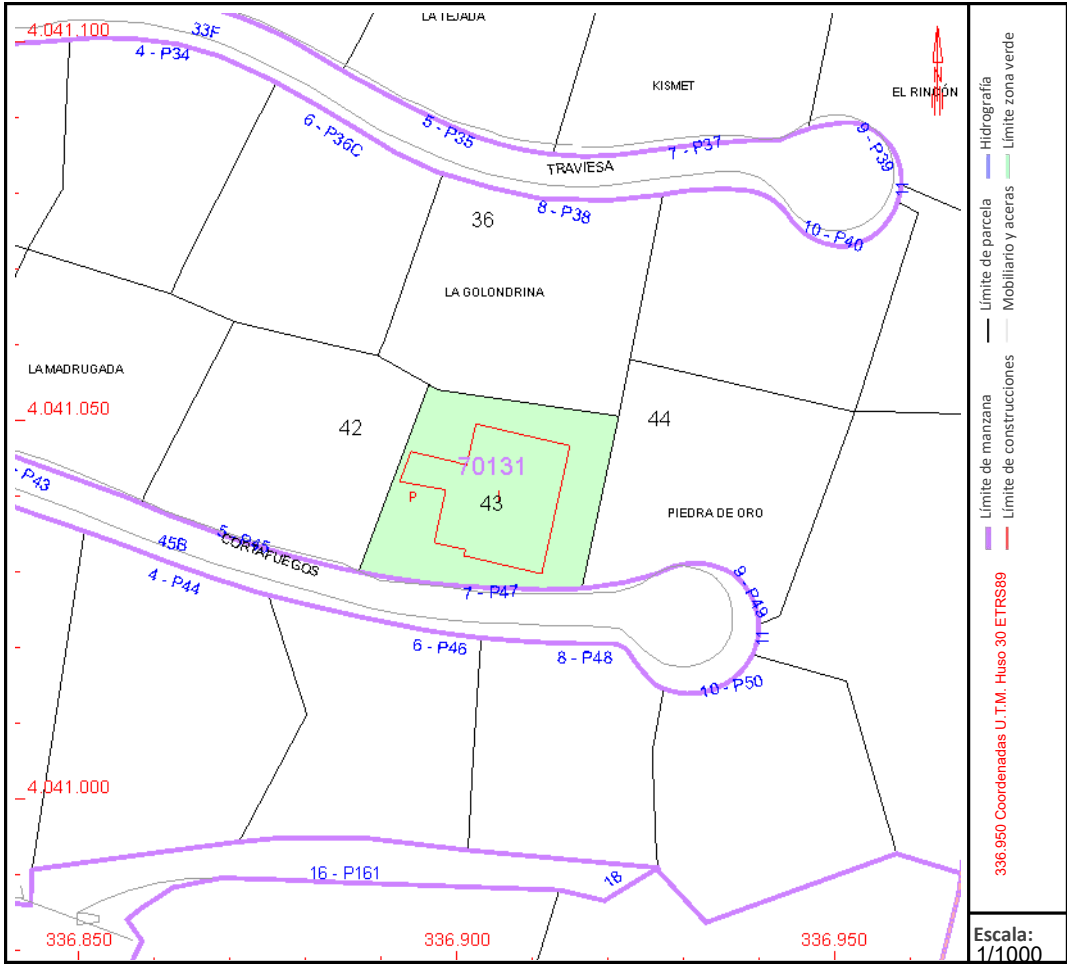 LA TEJADA
4.041.100
33F
4 - P34
KISMET
EL RINCÓN
N
6 - P36C
5 - P35
7 - P37
9 - P39
11
TRAVIESA
8 - P38
10 - P40
36
LA GOLONDRINA
LA MADRUGADA
4.041.050
42
44
70131
P
43
PIEDRA DE ORO
- P43
45B
5 - P45
CORTAFUEGOS
4 - P44
7 - P47
9 - P49
11
6 - P46
8 - P48
10 - P50
4.041.000
16 - P161
18
336.850
336.900
336.950
Límite de manzana
Límite de parcela
Hidrografía
Límite de construcciones
Mobiliario y aceras
Límite zona verde
336.950 Coordenadas U.T.M. Huso 30 ETRS89
Escala:
1/1000